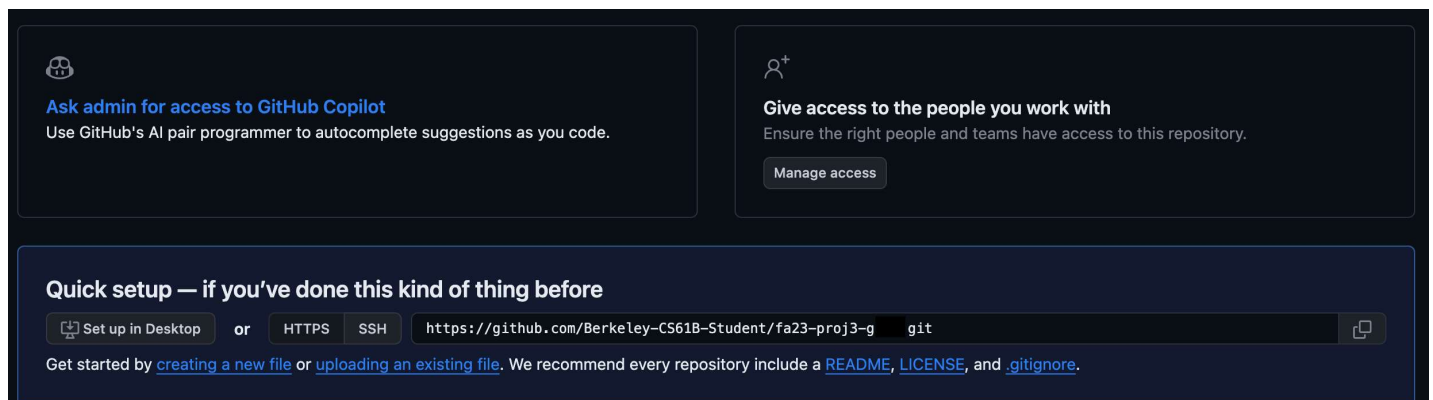 Ask admin for access to GitHub Copilot
Use GitHub's AI pair programmer to autocomplete suggestions as you code.
Give access to the people you work with
Ensure the right people and teams have access to this repository.
Manage access
Quick setup — if you’ve done this kind of thing before
Set up in Desktop or HTTPS SSH https://github.com/Berkeley-CS61B-Student/fa23-proj3-g git
Get started by creating a new file or uploading an existing file. We recommend every repository include a README, LICENSE, and .gitignore.